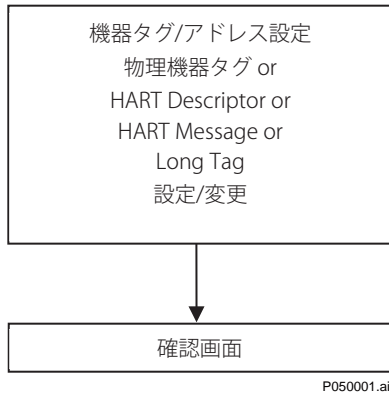 機器タグ/アドレス設定
物理機器タグ or
HART Descriptor or
HART Message or
Long Tag
設定/変更
確認画面
P050001.ai